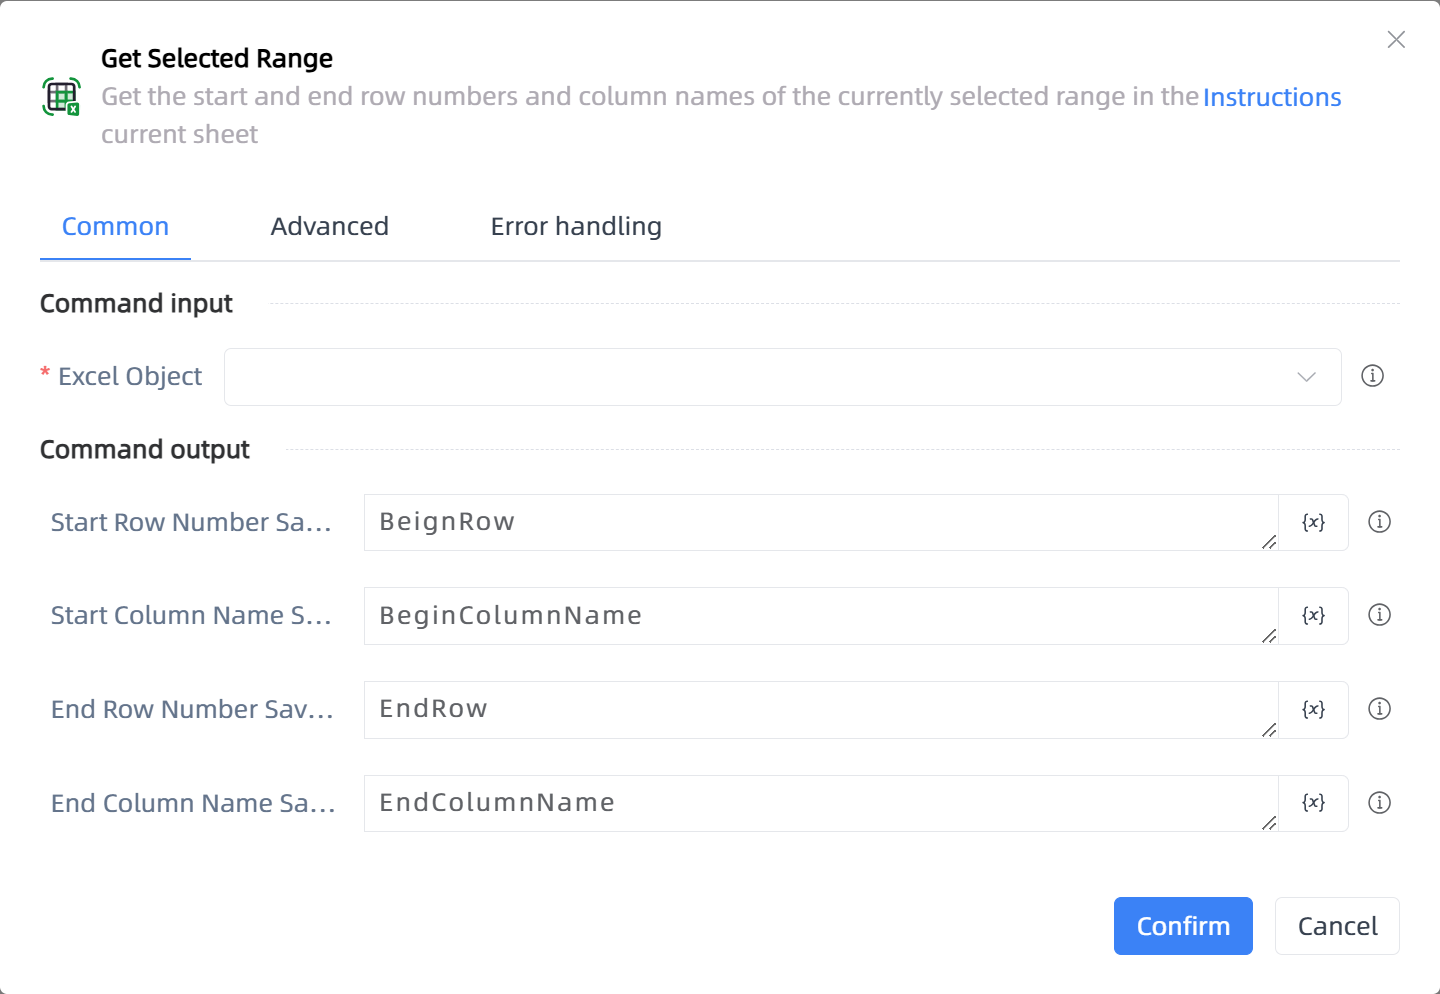 Get Selected Range
Get the start and end row numbers and column names of the currently selected range in the Instructions
current sheet
Common Advanced Error handling
Command input
* Excel Object
Command output
Start Row Number Sa... BeignRow {x}
Start Column Name S... BeginColumnName {x}
End Row Number Sav... EndRow {x}
End Column Name Sa... EndColumnName {x}
Confirm Cancel